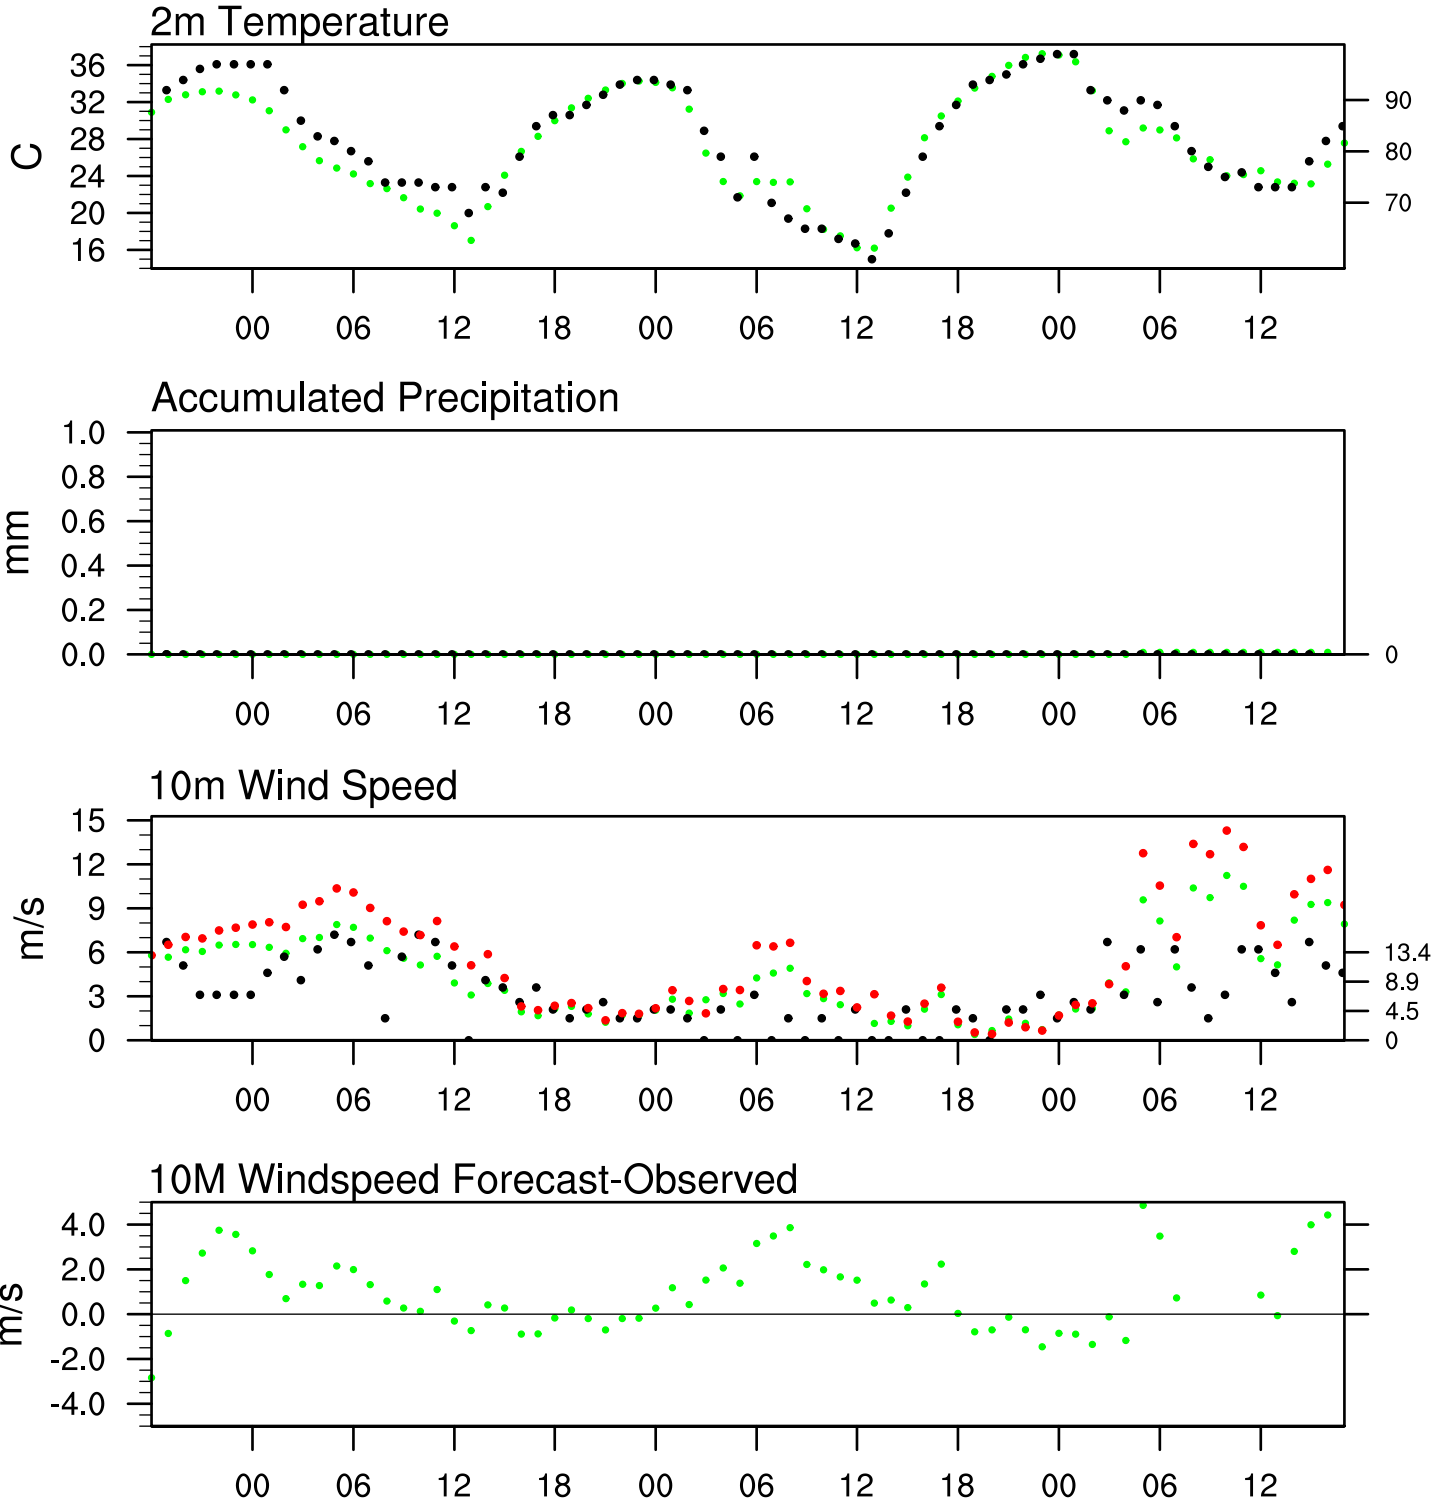 2m Temperature
C
36
32
28
24
20
16
90
80
70
00 06 12 18 00 06 12 18 00 06 12
Accumulated Precipitation
mm
1.0
0.8
0.6
0.4
0.2
0.0
0
00 06 12 18 00 06 12 18 00 06 12
10m Wind Speed
m/s
15
12
9
6
3
0
13.4
8.9
4.5
0
00 06 12 18 00 06 12 18 00 06 12
10M Windspeed Forecast-Observed
m/s
4.0
2.0
0.0
-2.0
-4.0
00 06 12 18 00 06 12 18 00 06 12